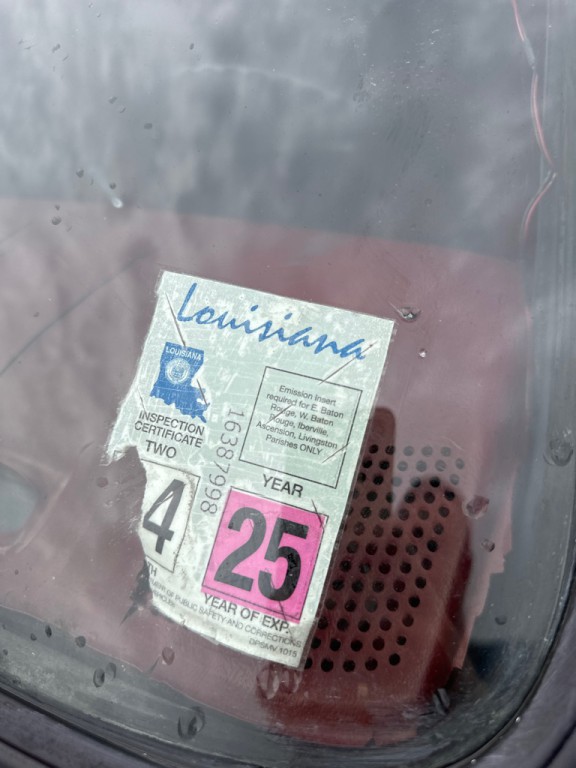 Louisiana
LOUISIANA
INSPECTION
CERTIFICATE
TWO
16387998
Emission Insert
required for E. Baton
Rouge, W. Baton
Rouge, Iberville,
Ascension, Livingston
Parishes ONLY
YEAR
4
25
YEAR OF EXP.
OF PUBLIC SAFETY AND CORRECTIONS
DPSMV 1015